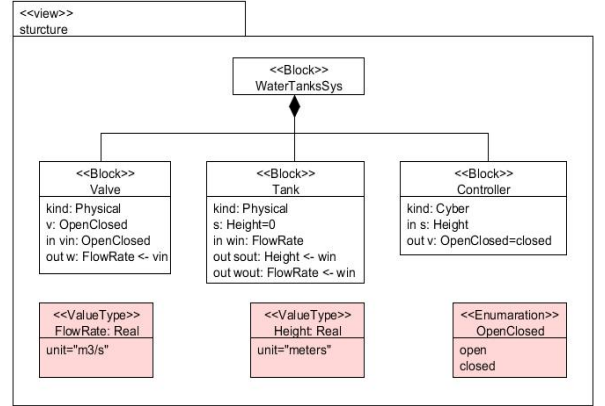 <<view>>
sturcture
<<Block>>
WaterTanksSys
<<Block>>
Valve
kind: Physical
v: OpenClosed
in vin: OpenClosed
out w: FlowRate <- vin
<<Block>>
Tank
kind: Physical
s: Height=0
in win: FlowRate
out sout: Height <- win
out wout: FlowRate <- win
<<Block>>
Controller
kind: Cyber
in s: Height
out v: OpenClosed=closed
<<ValueType>>
FlowRate: Real
unit="m3/s"
<<ValueType>>
Height: Real
unit="meters"
<<Enumaration>>
OpenClosed
open
closed